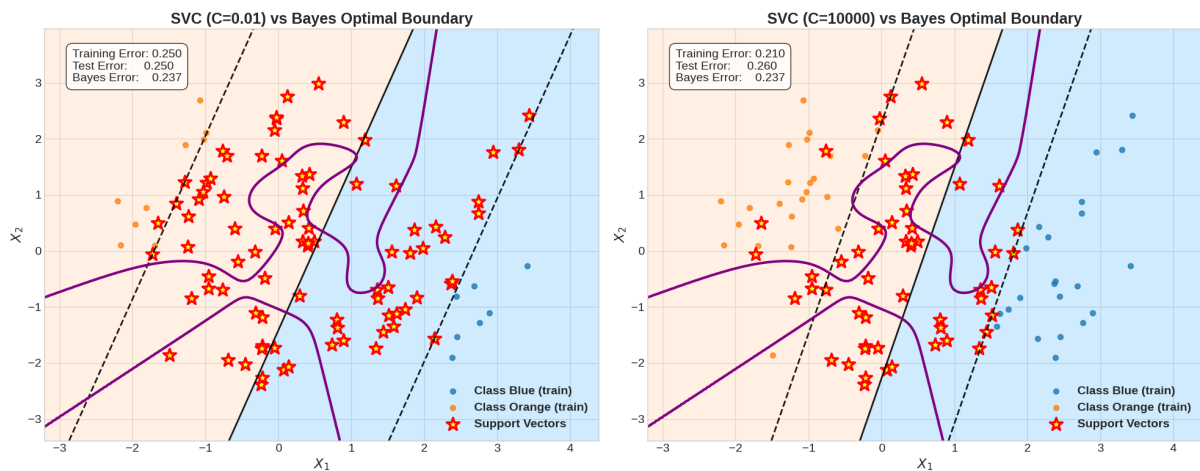 SVC (C=0.01) vs Bayes Optimal Boundary
Training Error: 0.250
Test Error: 0.250
Bayes Error: 0.237
X2
3
2
1
0
−1
−2
−3
−3 −2 −1 0 1 2 3 4
X1
Class Blue (train)
Class Orange (train)
Support Vectors
SVC (C=10000) vs Bayes Optimal Boundary
Training Error: 0.210
Test Error: 0.260
Bayes Error: 0.237
X2
3
2
1
0
−1
−2
−3
−3 −2 −1 0 1 2 3 4
X1
Class Blue (train)
Class Orange (train)
Support Vectors